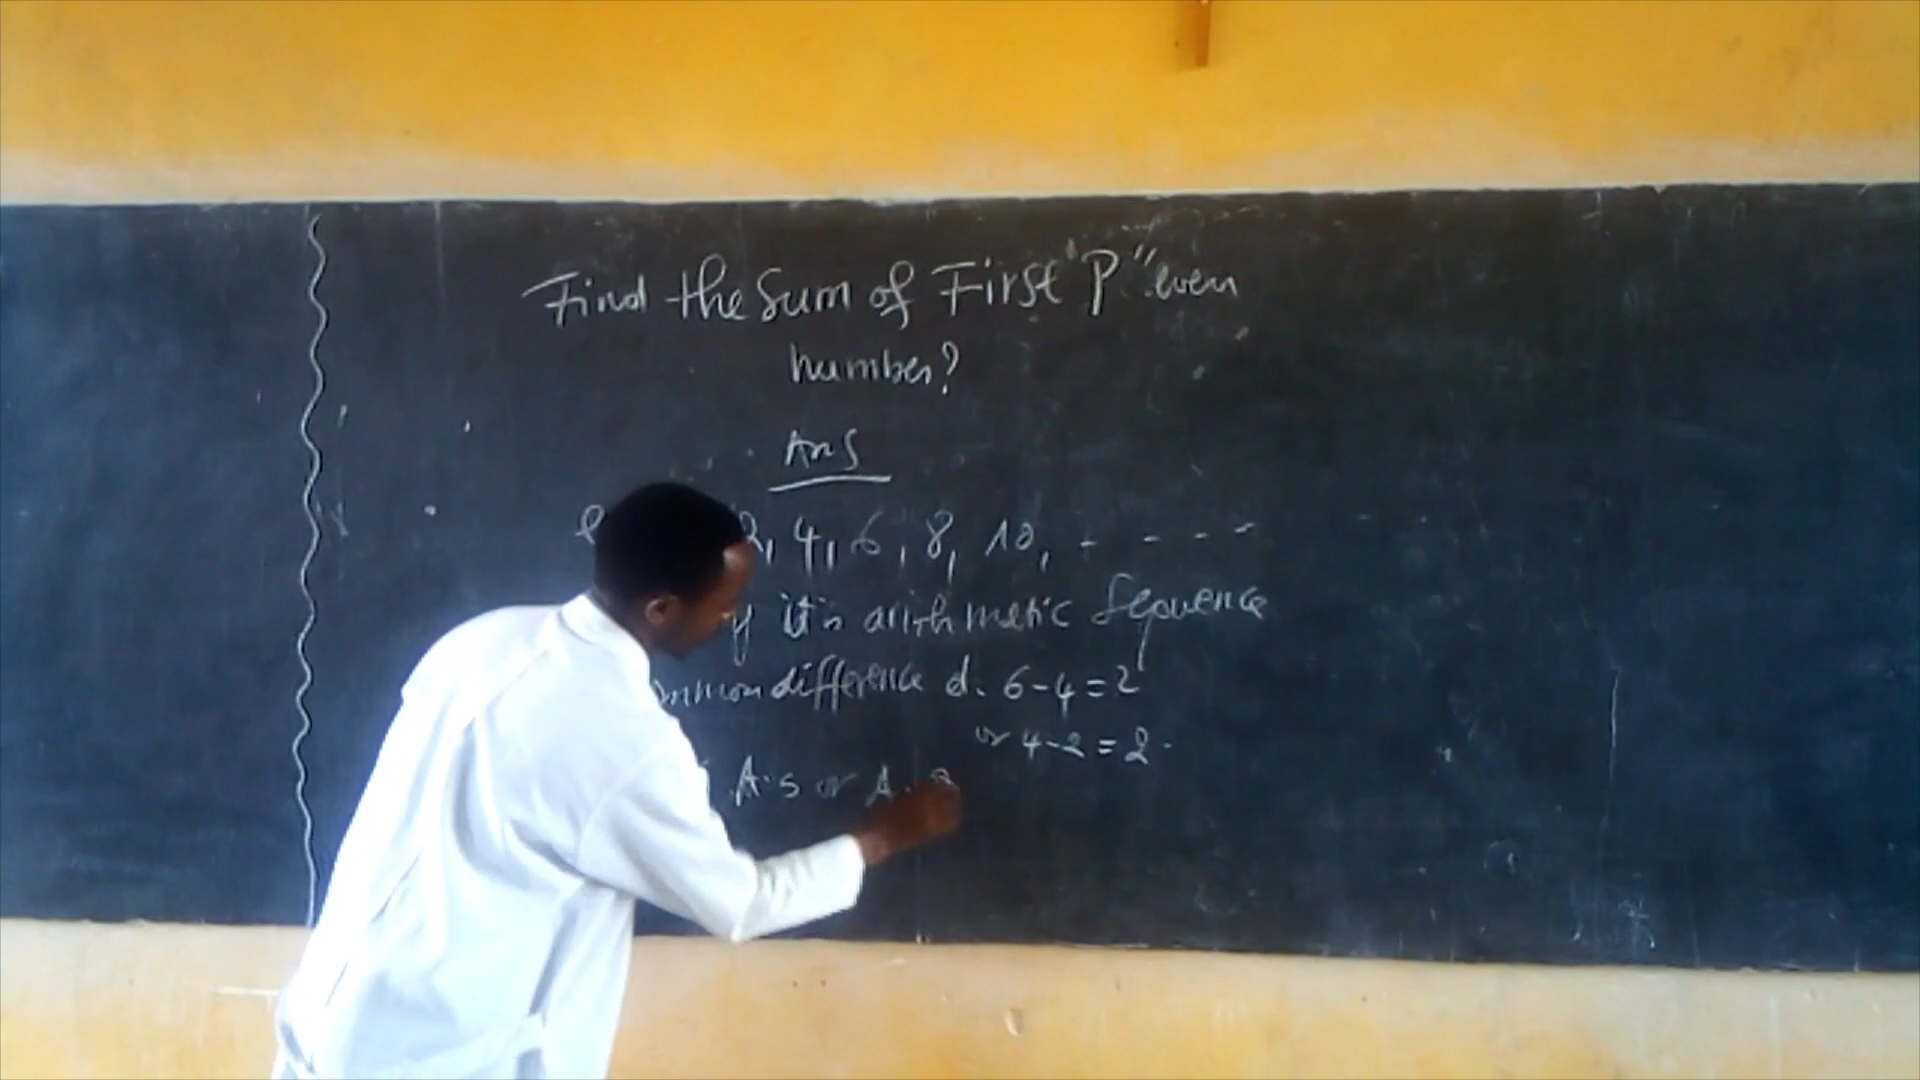 Find the Sum of First "P" even
number?
Ans
2, 4, 6, 8, 10, - - - -
it is arithmetic Sequence
common difference d. 6-4=2
or 4-2=2.
A.s or A.